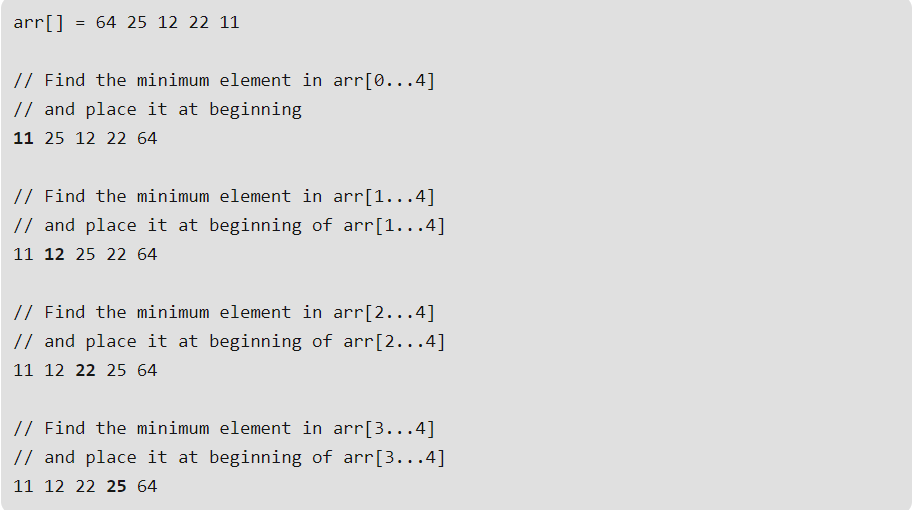 arr[] = 64 25 12 22 11
// Find the minimum element in arr[0...4]
// and place it at beginning
11 25 12 22 64
// Find the minimum element in arr[1...4]
// and place it at beginning of arr[1...4]
11 12 25 22 64
// Find the minimum element in arr[2...4]
// and place it at beginning of arr[2...4]
11 12 22 25 64
// Find the minimum element in arr[3...4]
// and place it at beginning of arr[3...4]
11 12 22 25 64